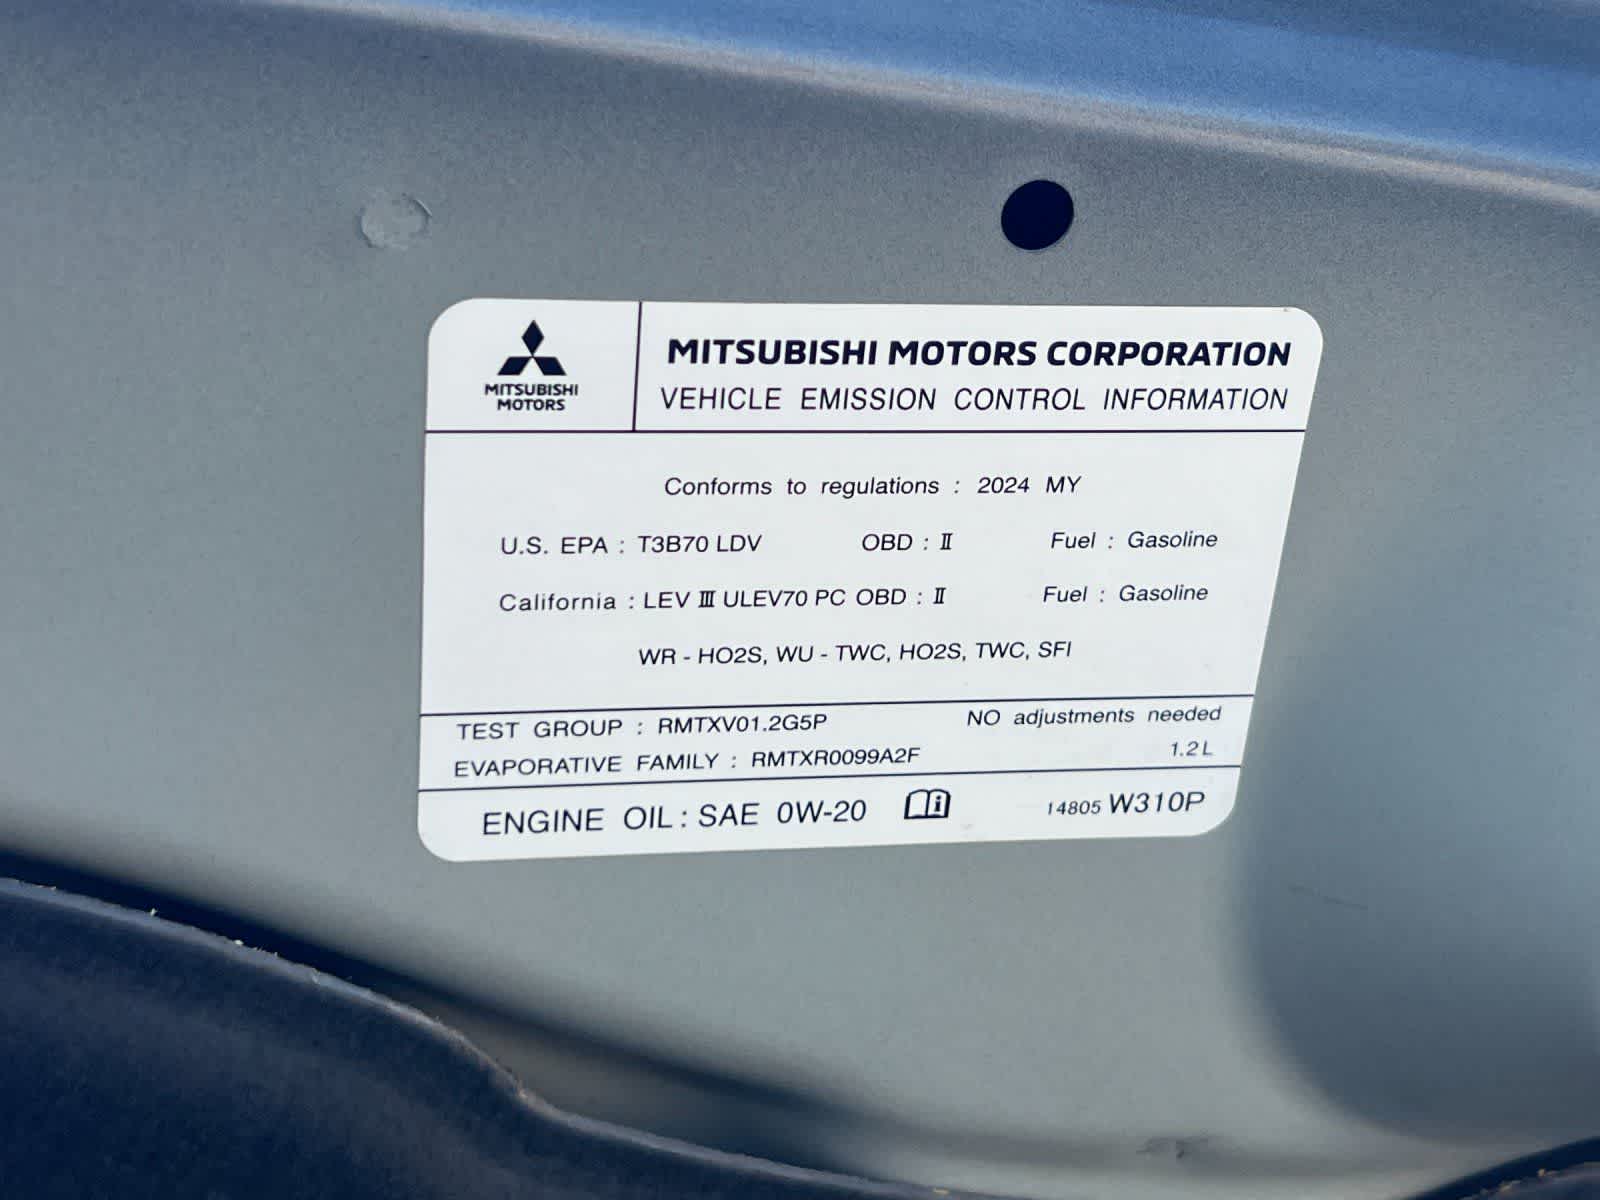 MITSUBISHI
MOTORS
MITSUBISHI MOTORS CORPORATION
VEHICLE EMISSION CONTROL INFORMATION
Conforms to regulations : 2024 MY
U.S. EPA : T3B70 LDV OBD : Ⅱ Fuel : Gasoline
California : LEV Ⅲ ULEV70 PC OBD : Ⅱ Fuel : Gasoline
WR - HO2S, WU - TWC, HO2S, TWC, SFI
TEST GROUP : RMTXV01.2G5P NO adjustments needed
EVAPORATIVE FAMILY : RMTXR0099A2F 1.2 L
ENGINE OIL : SAE 0W-20 14805 W310P